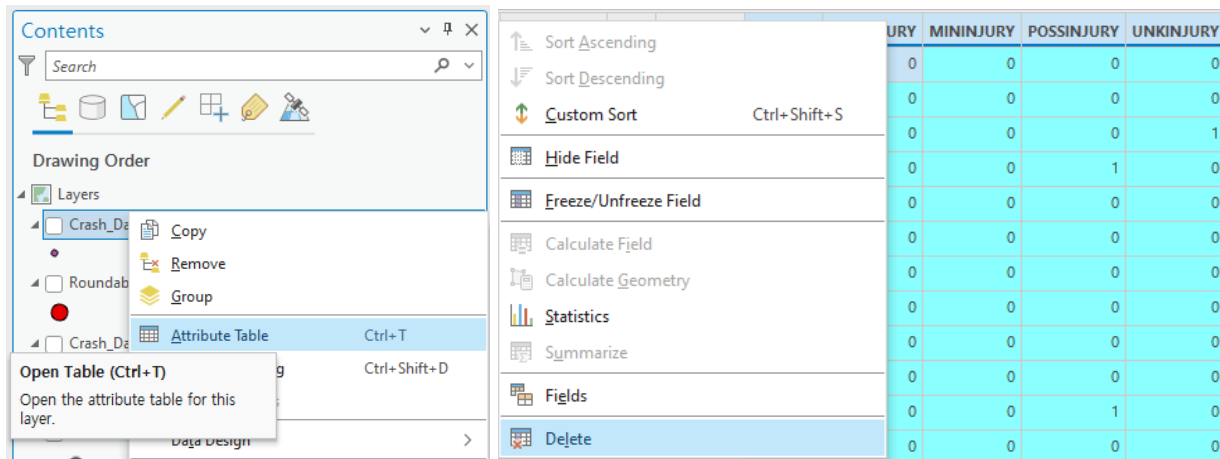 Contents
Search
Drawing Order
Layers
Crash_Da
Roundab
Crash_Da
Copy
Remove
Group
Attribute Table Ctrl+T
g Ctrl+Shift+D
Open Table (Ctrl+T)
Open the attribute table for this
layer.
Data Design
Sort Ascending
Sort Descending
Custom Sort Ctrl+Shift+S
Hide Field
Freeze/Unfreeze Field
Calculate Field
Calculate Geometry
Statistics
Summarize
Fields
Delete
URY MININJURY POSSINJURY UNKINJURY
0 0 0 0
0 0 0 0
0 0 0 1
0 0 1 0
0 0 0 0
0 0 0 0
0 0 0 0
0 0 0 0
0 0 0 0
0 0 0 0
0 0 1 0
0 0 0 0